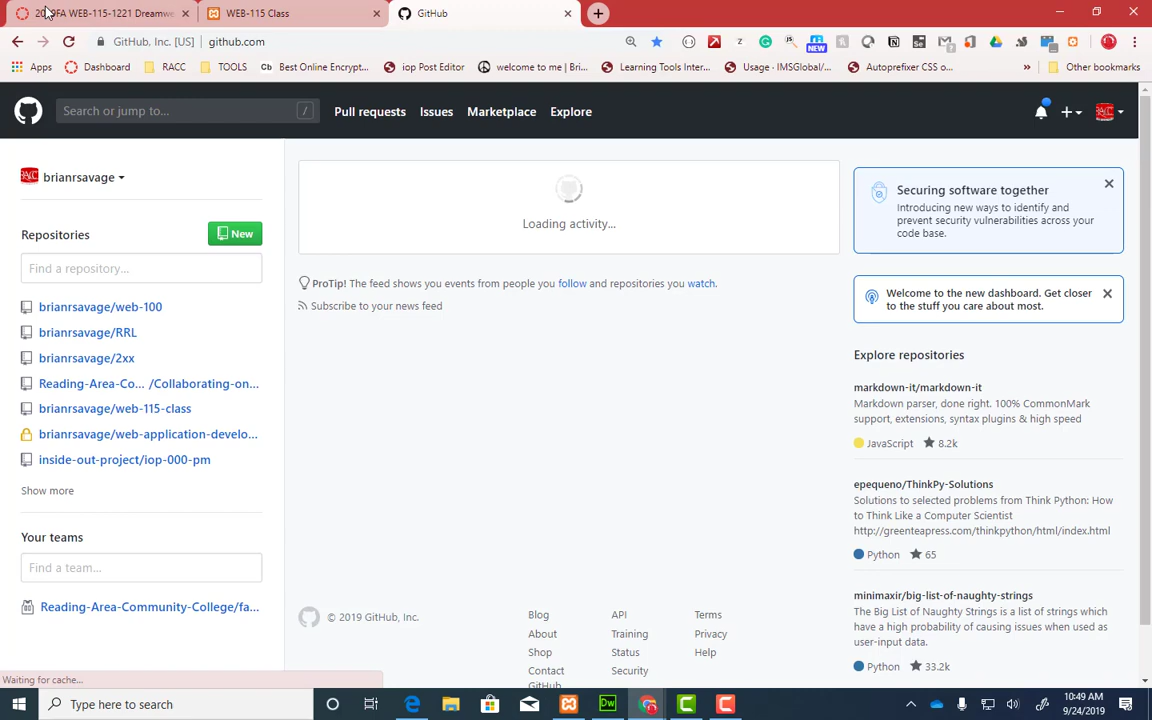 20 FA WEB-115-1221 Dreamwe
WEB-115 Class
GitHub
GitHub, Inc. [US]
github.com
NEW
Apps
Dashboard
RACC
TOOLS
Cb
Best Online Encrypt...
iop Post Editor
welcome to me | Bri...
Learning Tools Inter...
Usage · IMSGlobal/...
Autoprefixer CSS o...
»
Other bookmarks
Search or jump to...
/
Pull requests
Issues
Marketplace
Explore
brianrsavage
Repositories
New
Find a repository...
brianrsavage/web-100
brianrsavage/RRL
brianrsavage/2xx
Reading-Area-Co... /Collaborating-on...
brianrsavage/web-115-class
brianrsavage/web-application-develo...
inside-out-project/iop-000-pm
Show more
Your teams
Find a team...
Reading-Area-Community-College/fa...
Waiting for cache...
Loading activity...
ProTip! The feed shows you events from people you follow and repositories you watch.
Subscribe to your news feed
© 2019 GitHub, Inc.
Blog
About
Shop
Contact
GitHub
API
Training
Status
Security
Terms
Privacy
Help
Securing software together
Introducing new ways to identify and
prevent security vulnerabilities across your
code base.
Welcome to the new dashboard. Get closer
to the stuff you care about most.
Explore repositories
markdown-it/markdown-it
Markdown parser, done right. 100% CommonMark
support, extensions, syntax plugins & high speed
JavaScript 8.2k
epequeno/ThinkPy-Solutions
Solutions to selected problems from Think Python: How
to Think Like a Computer Scientist
http://greenteapress.com/thinkpython/html/index.html
Python 65
minimaxir/big-list-of-naughty-strings
The Big List of Naughty Strings is a list of strings which
have a high probability of causing issues when used as
user-input data.
Python 33.2k
Type here to search
Dw
10:49 AM
9/24/2019